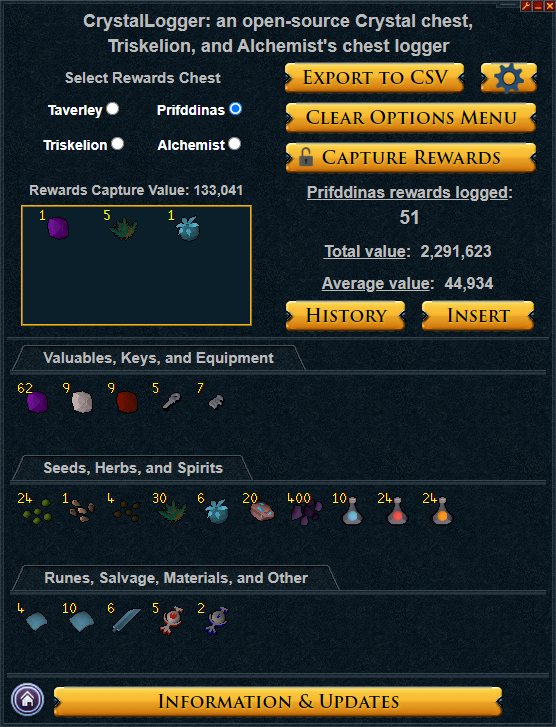 CrystalLogger: an open-source Crystal chest,
Triskelion, and Alchemist's chest logger
Select Rewards Chest
Taverley
Prifddinas
Triskelion
Alchemist
EXPORT TO CSV
CLEAR OPTIONS MENU
CAPTURE REWARDS
Rewards Capture Value: 133,041
1 5 1
Prifddinas rewards logged:
51
Total value: 2,291,623
Average value: 44,934
HISTORY
INSERT
Valuables, Keys, and Equipment
62 9 9 5 7
Seeds, Herbs, and Spirits
24 1 4 30 6 20 400 10 24 24
Runes, Salvage, Materials, and Other
4 10 6 5 2
INFORMATION & UPDATES